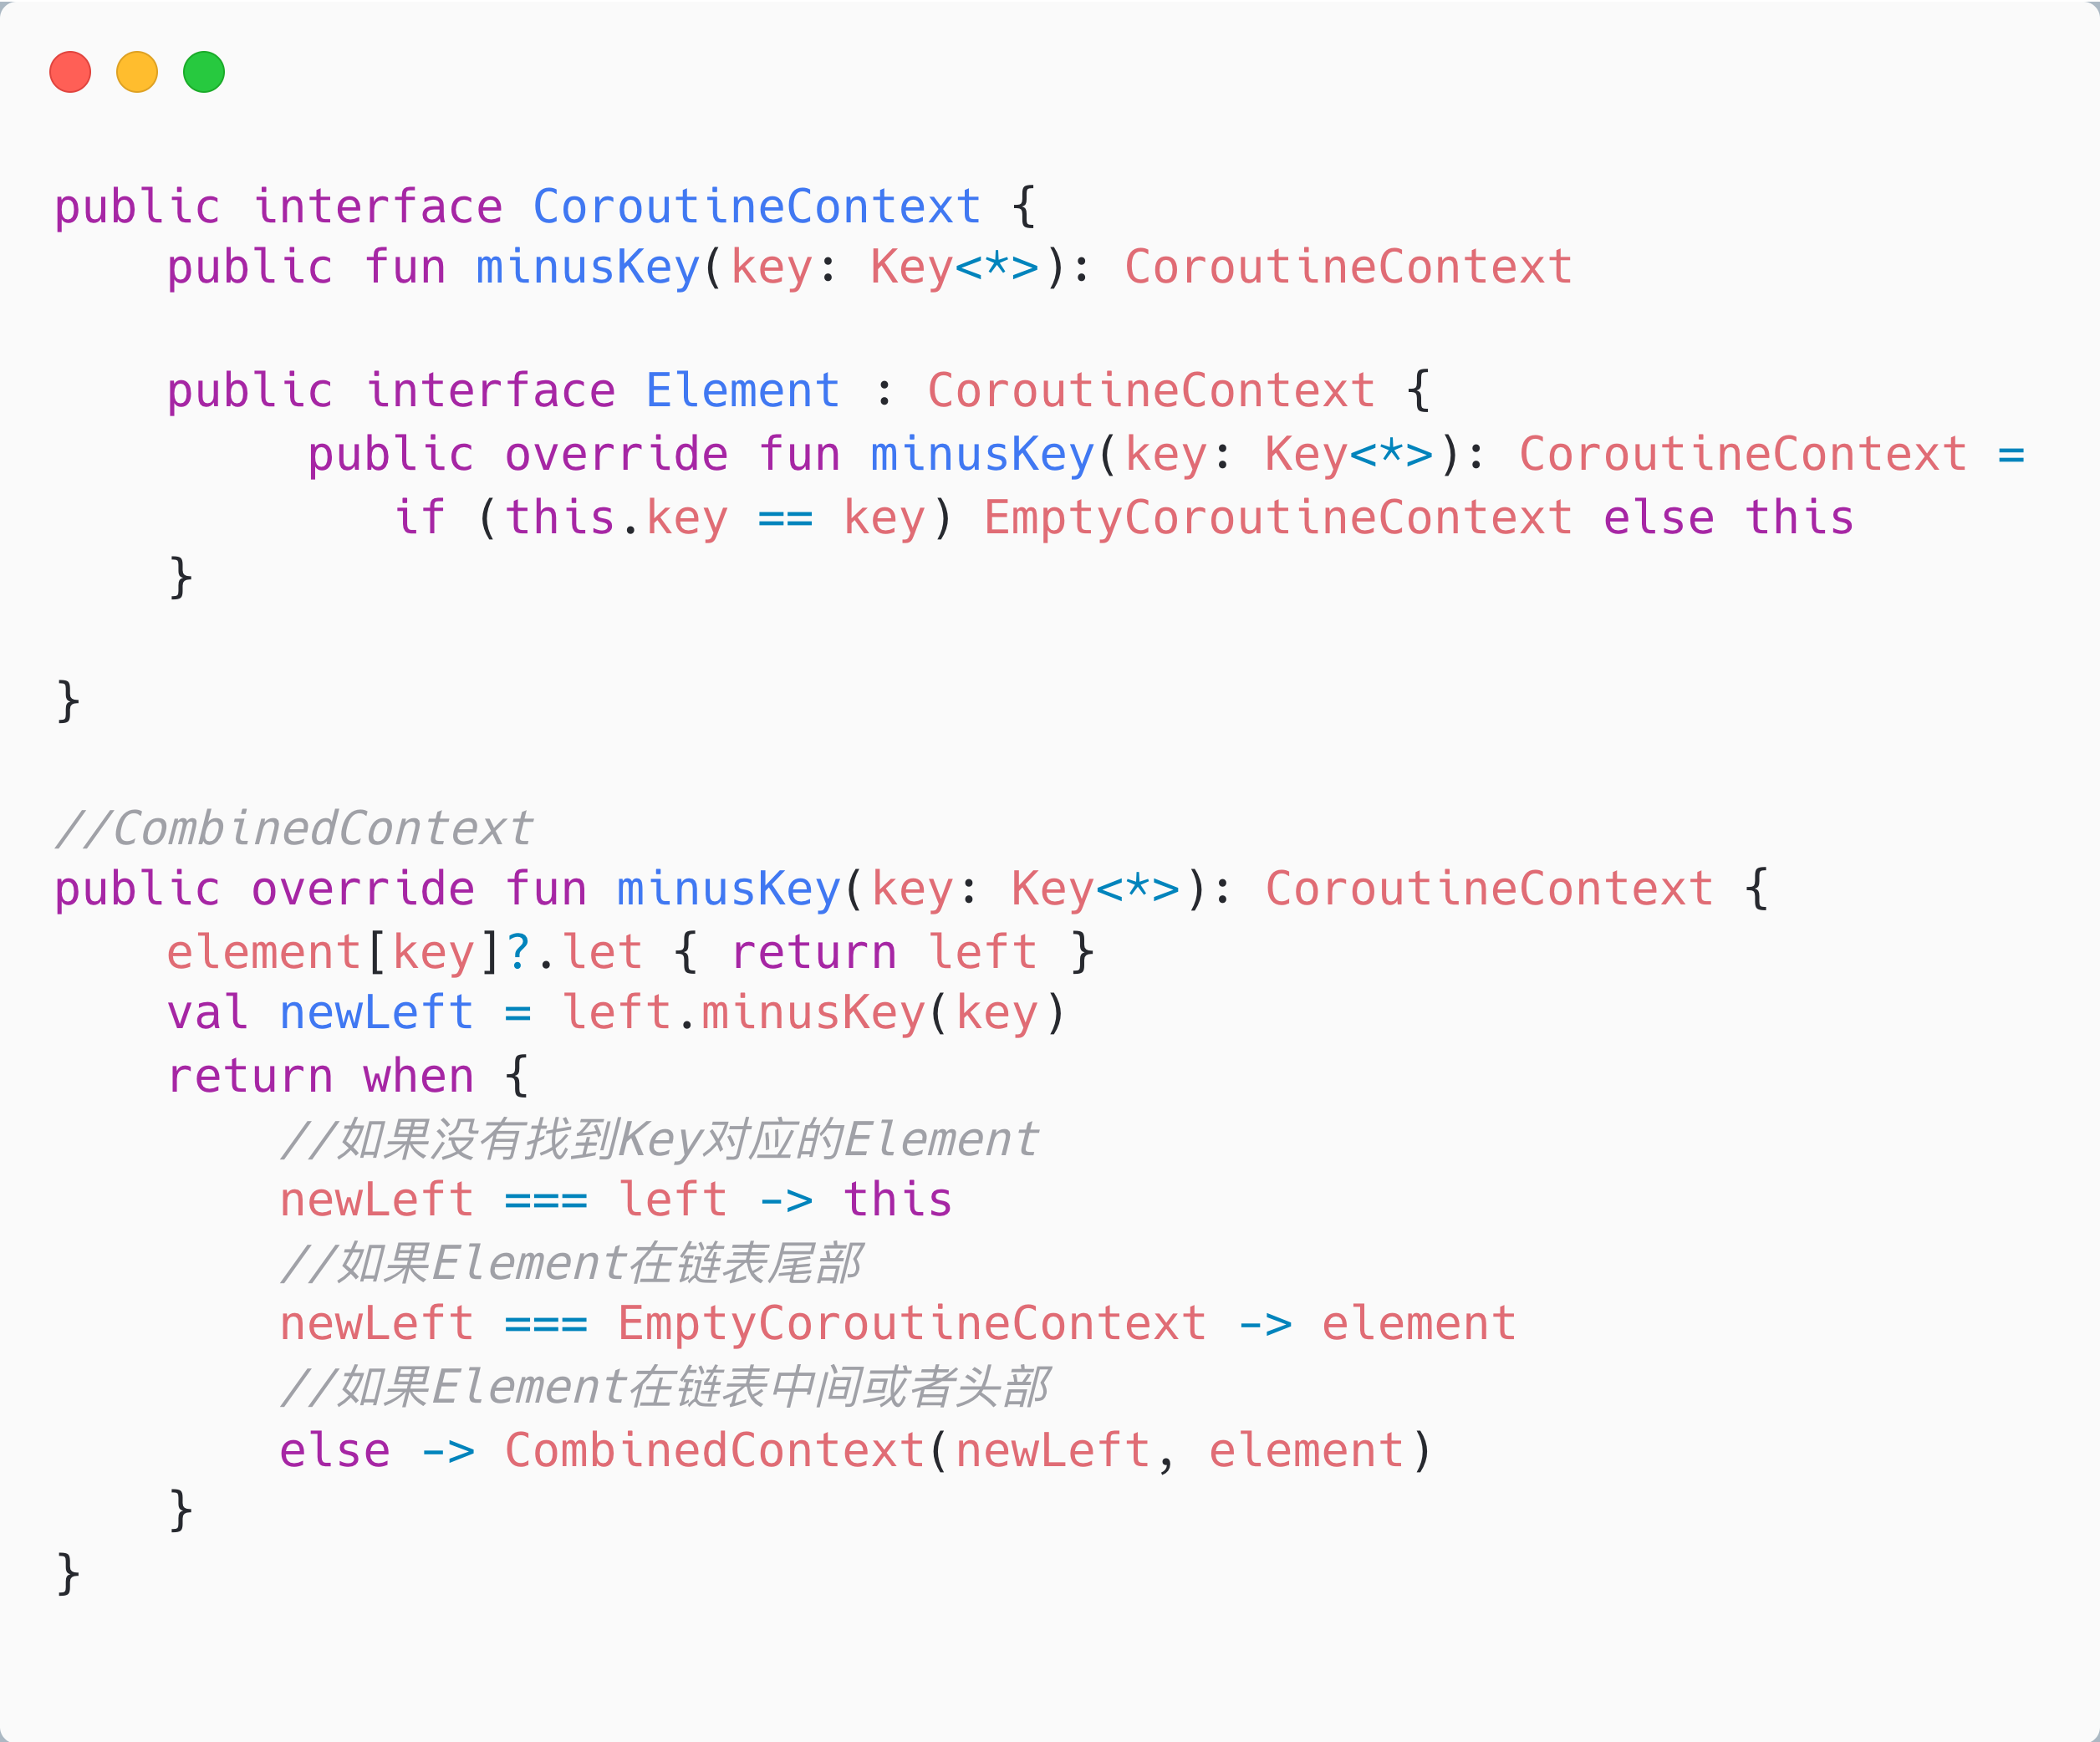 public interface CoroutineContext {
    public fun minusKey(key: Key<*>): CoroutineContext

    public interface Element : CoroutineContext {
         public override fun minusKey(key: Key<*>): CoroutineContext =
            if (this.key == key) EmptyCoroutineContext else this
    }

}

//CombinedContext
public override fun minusKey(key: Key<*>): CoroutineContext {
    element[key]?.let { return left }
    val newLeft = left.minusKey(key)
    return when {
        //如果没有找到Key对应的Element
        newLeft === left -> this
        //如果Element在链表尾部
        newLeft === EmptyCoroutineContext -> element
        //如果Element在链表中间或者头部
        else -> CombinedContext(newLeft, element)
    }
}